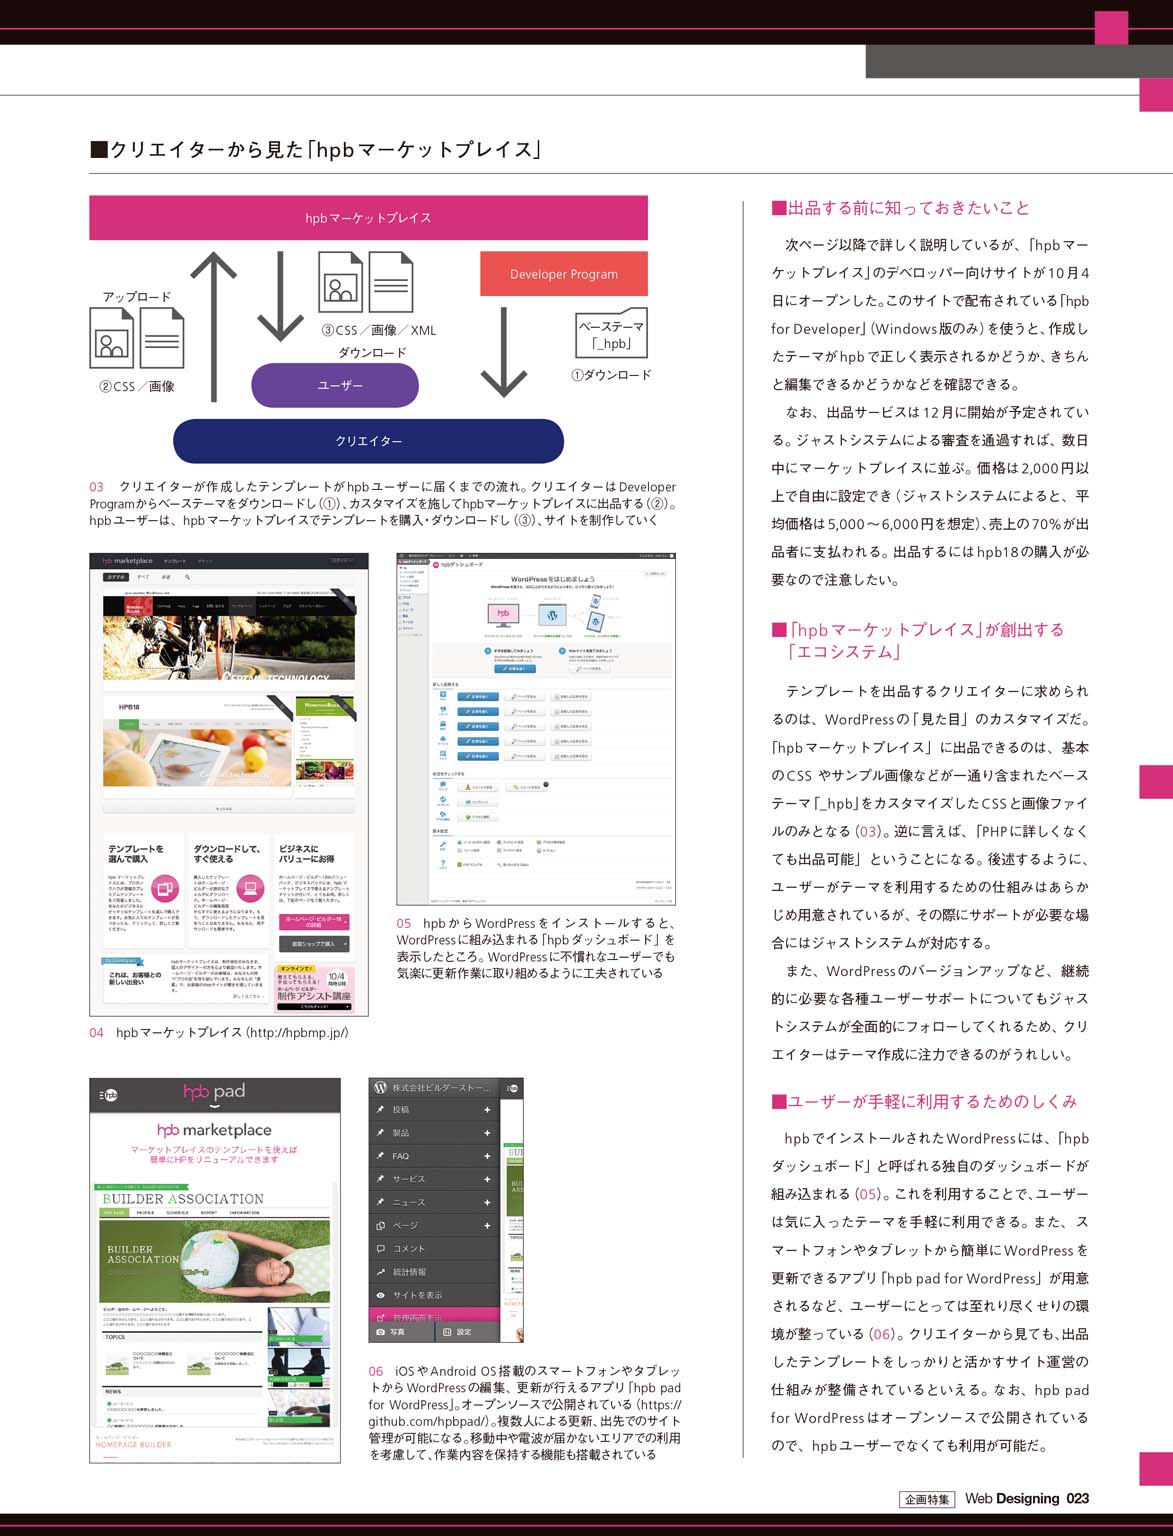 ■クリエイターから見た「hpbマーケットプレイス」
hpbマーケットプレイス
Developer Program
アップロード
②CSS／画像
③CSS／画像／XML
ダウンロード
ベーステーマ
「_hpb」
①ダウンロード
ユーザー
クリエイター
03　クリエイターが作成したテンプレートがhpbユーザーに届くまでの流れ。クリエイターはDeveloper
Programからベーステーマをダウンロードし（①）、カスタマイズを施してhpbマーケットプレイスに出品する（②）。
hpbユーザーは、hpbマーケットプレイスでテンプレートを購入・ダウンロードし（③）、サイトを制作していく
hpb marketplace
HPB18
テンプレートを
選んで購入
ダウンロードして、
すぐ使える
ビジネスに
バリューにお得
これは、お客様との
新しい出会い
オンラインで！
10/4
制作アシスト講座
04　hpbマーケットプレイス（http://hpbmp.jp/）
hpbダッシュボード
WordPressをはじめましょう
05　hpbからWordPressをインストールすると、
WordPressに組み込まれる「hpbダッシュボード」を
表示したところ。WordPressに不慣れなユーザーでも
気楽に更新作業に取り組めるように工夫されている
hpb pad
hpb marketplace
マーケットプレイスのテンプレートを使えば
簡単にHPをリニューアルできます
BUILDER ASSOCIATION
PROFILE
SCHEDULE
REPORT
INFORMATION
BUILDER
ASSOCIATION
TOPICS
NEWS
BLOG
HOMEPAGE BUILDER
株式会社ビルダーストー...
投稿
製品
FAQ
サービス
ニュース
ページ
コメント
統計情報
サイトを表示
管理画面表示
写真
設定
06　iOSやAndroid OS搭載のスマートフォンやタブレッ
トからWordPressの編集、更新が行えるアプリ「hpb pad
for WordPress」。オープンソースで公開されている（https://
github.com/hpbpad/）。複数人による更新、出先でのサイト
管理が可能になる。移動中や電波が届かないエリアでの利用
を考慮して、作業内容を保持する機能も搭載されている
■出品する前に知っておきたいこと
次ページ以降で詳しく説明しているが、「hpbマー
ケットプレイス」のデベロッパー向けサイトが10月4
日にオープンした。このサイトで配布されている「hpb
for Developer」（Windows版のみ）を使うと、作成し
たテーマがhpbで正しく表示されるかどうか、きちん
と編集できるかどうかなどを確認できる。
なお、出品サービスは12月に開始が予定されてい
る。ジャストシステムによる審査を通過すれば、数日
中にマーケットプレイスに並ぶ。価格は2,000円以
上で自由に設定でき（ジャストシステムによると、平
均価格は5,000〜6,000円を想定）、売上の70%が出
品者に支払われる。出品するにはhpb18の購入が必
要なので注意したい。
■「hpbマーケットプレイス」が創出する
「エコシステム」
テンプレートを出品するクリエイターに求められ
るのは、WordPressの「見た目」のカスタマイズだ。
「hpbマーケットプレイス」に出品できるのは、基本
のCSSやサンプル画像などが一通り含まれたベース
テーマ「_hpb」をカスタマイズしたCSSと画像ファイ
ルのみとなる（03）。逆に言えば、「PHPに詳しくなく
ても出品可能」ということになる。後述するように、
ユーザーがテーマを利用するための仕組みはあらか
じめ用意されているが、その際にサポートが必要な場
合にはジャストシステムが対応する。
また、WordPressのバージョンアップなど、継続
的に必要な各種ユーザーサポートについてもジャス
トシステムが全面的にフォローしてくれるため、クリ
エイターはテーマ作成に注力できるのがうれしい。
■ユーザーが手軽に利用するためのしくみ
hpbでインストールされたWordPressには、「hpb
ダッシュボード」と呼ばれる独自のダッシュボードが
組み込まれる（05）。これを利用することで、ユーザー
は気に入ったテーマを手軽に利用できる。また、ス
マートフォンやタブレットから簡単にWordPressを
更新できるアプリ「hpb pad for WordPress」が用意
されるなど、ユーザーにとっては至れり尽くせりの環
境が整っている（06）。クリエイターから見ても、出品
したテンプレートをしっかりと活かすサイト運営の
仕組みが整備されているといえる。なお、hpb pad
for WordPressはオープンソースで公開されている
ので、hpbユーザーでなくても利用が可能だ。
企画特集　Web Designing 023